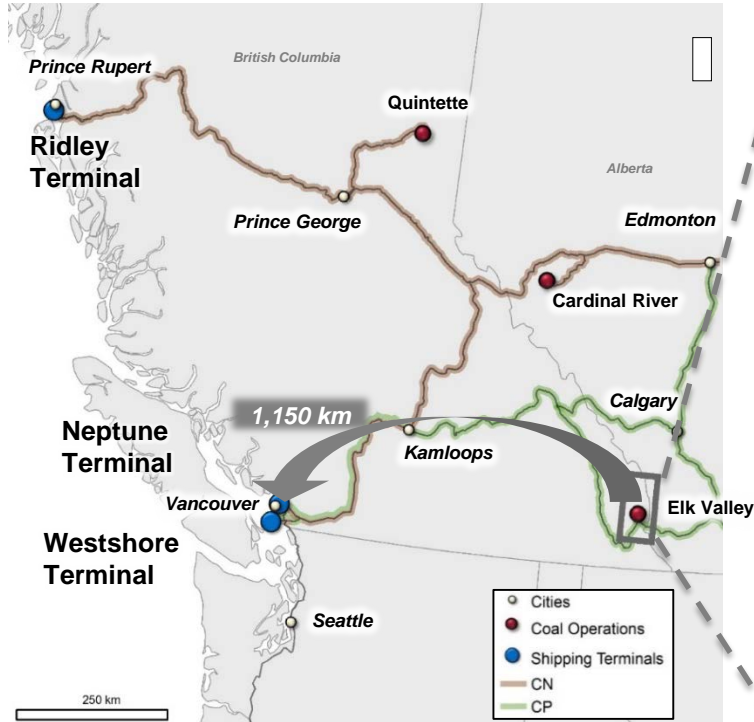 Prince Rupert
British Columbia
Quintette
Ridley
Terminal
Alberta
Prince George
Edmonton
Cardinal River
1,150 km
Calgary
Neptune
Terminal
Kamloops
Vancouver
Elk Valley
Westshore
Terminal
Seattle
Cities
Coal Operations
Shipping Terminals
CN
CP
250 km